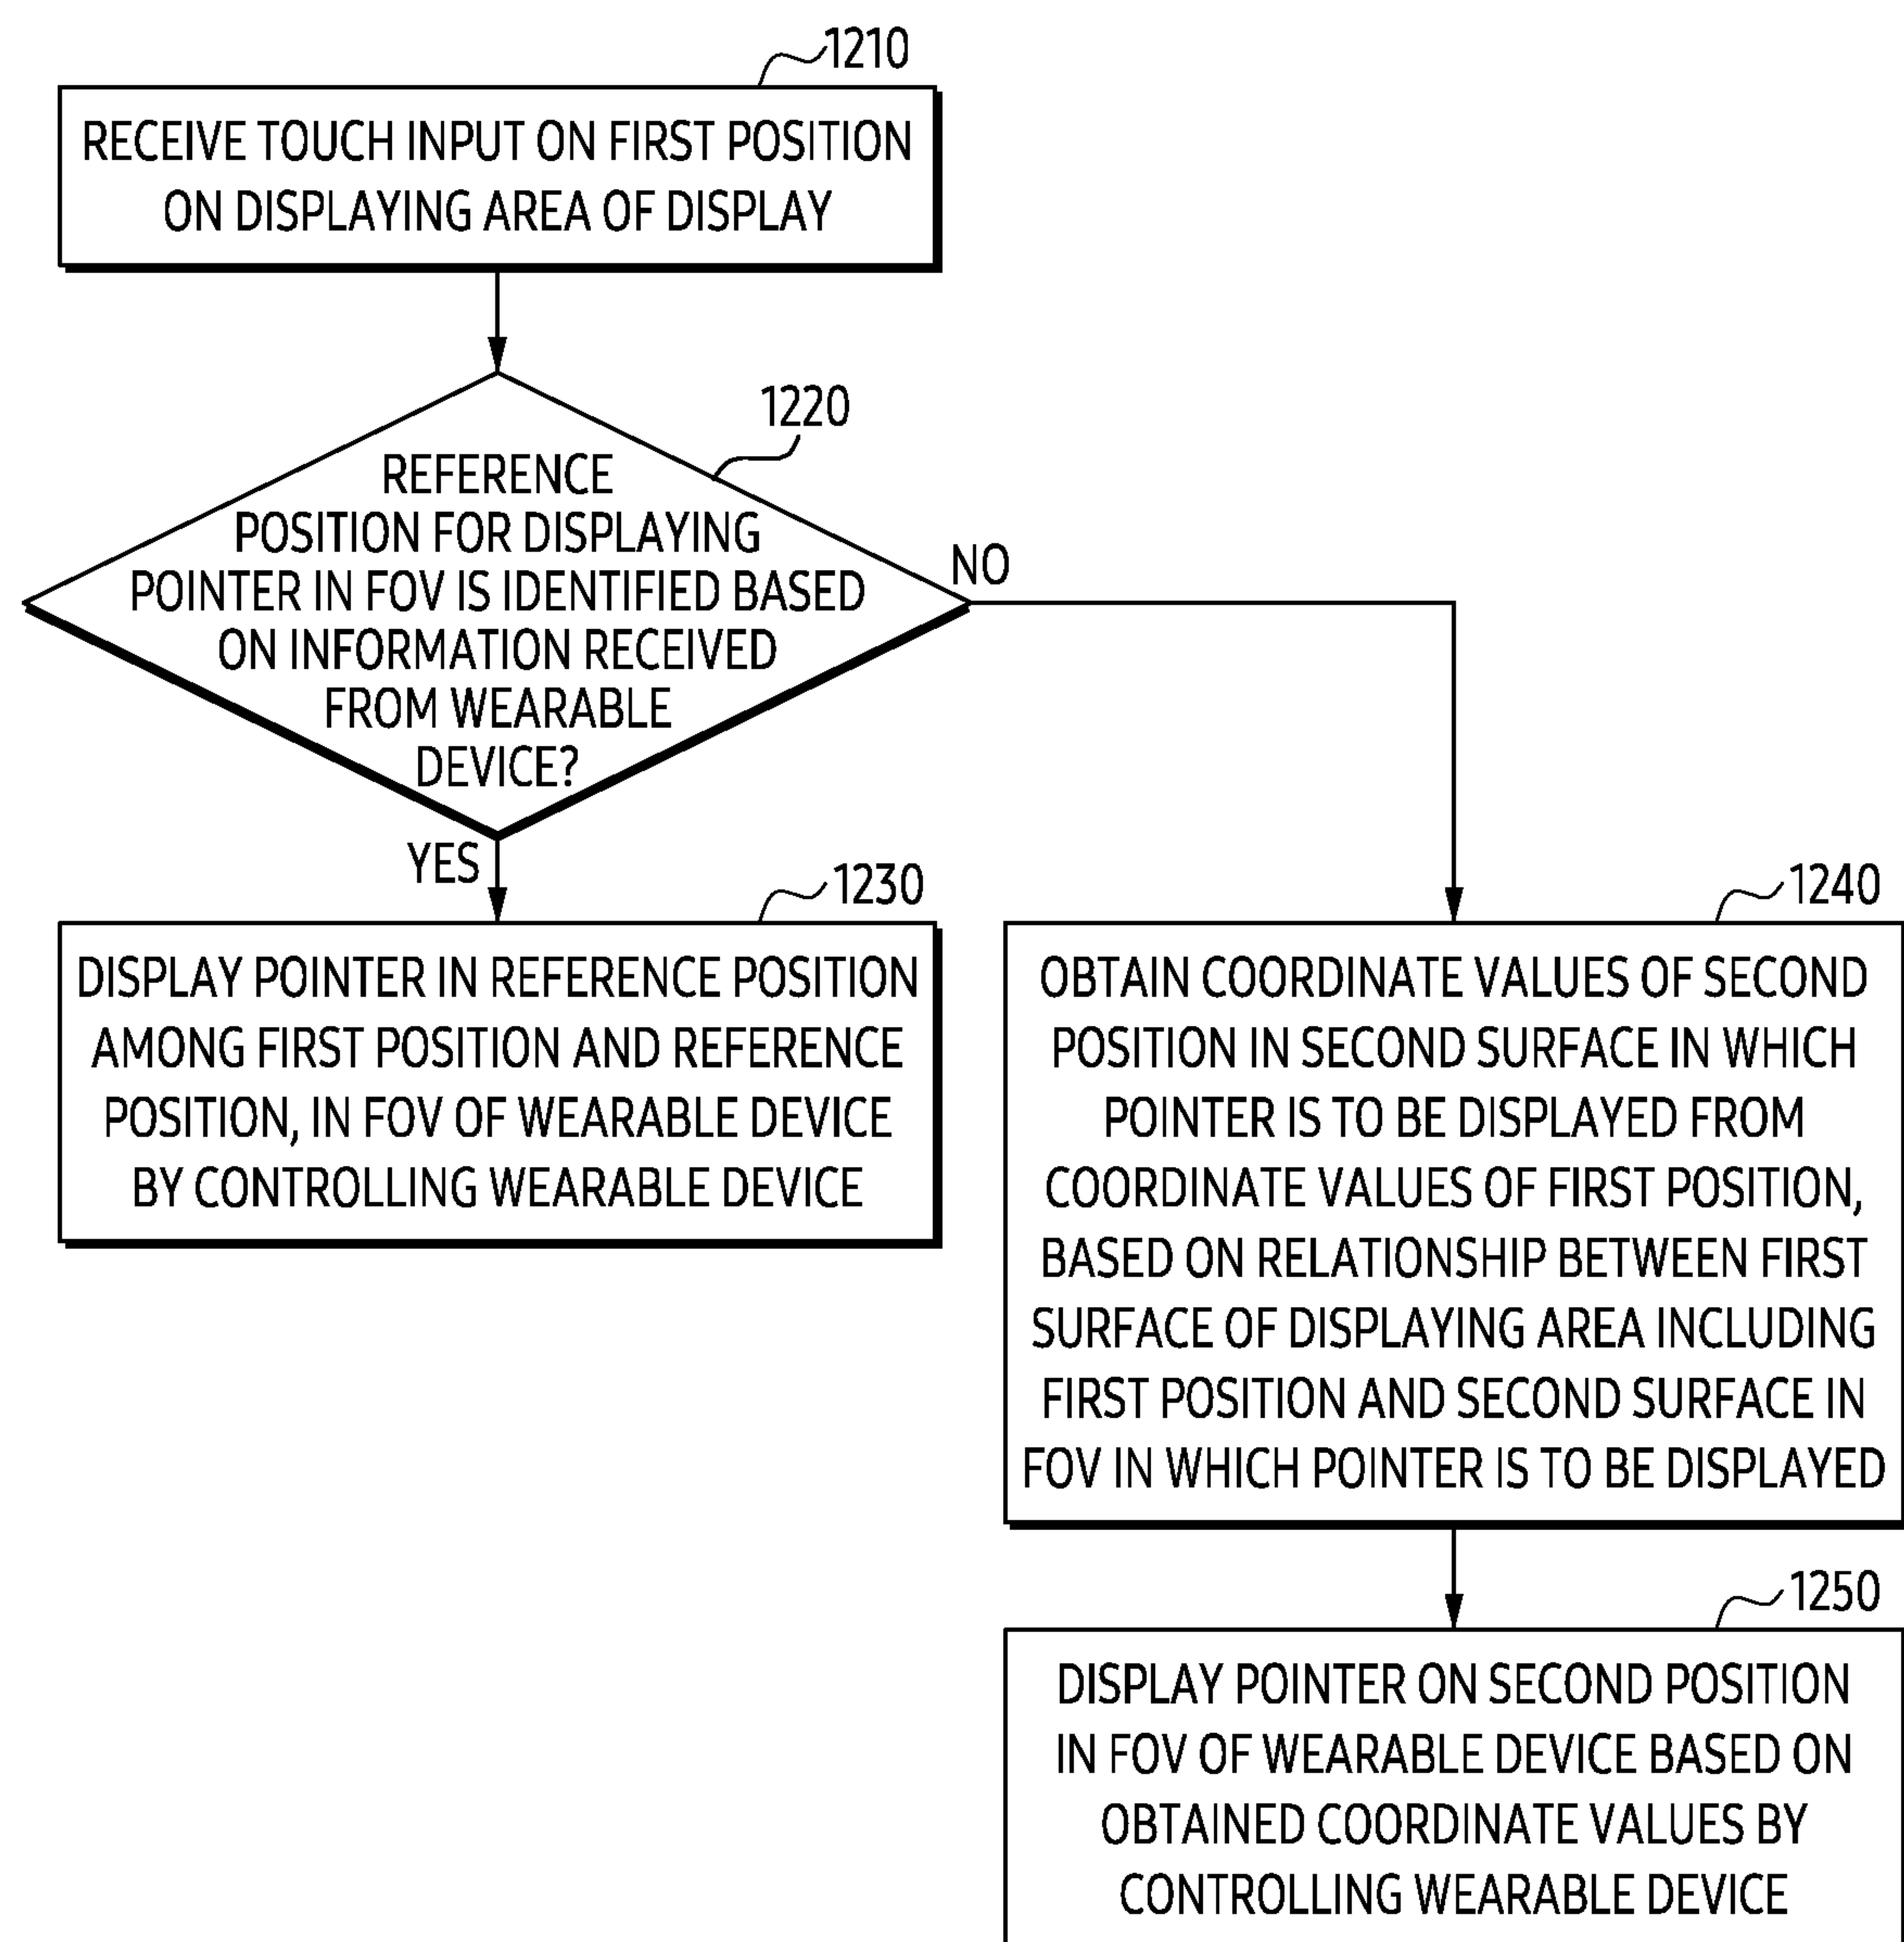 1210
RECEIVE TOUCH INPUT ON FIRST POSITION
ON DISPLAYING AREA OF DISPLAY
1220
REFERENCE
POSITION FOR DISPLAYING
POINTER IN FOV IS IDENTIFIED BASED
ON INFORMATION RECEIVED
FROM WEARABLE
DEVICE?
NO
YES
1230
DISPLAY POINTER IN REFERENCE POSITION
AMONG FIRST POSITION AND REFERENCE
POSITION, IN FOV OF WEARABLE DEVICE
BY CONTROLLING WEARABLE DEVICE
1240
OBTAIN COORDINATE VALUES OF SECOND
POSITION IN SECOND SURFACE IN WHICH
POINTER IS TO BE DISPLAYED FROM
COORDINATE VALUES OF FIRST POSITION,
BASED ON RELATIONSHIP BETWEEN FIRST
SURFACE OF DISPLAYING AREA INCLUDING
FIRST POSITION AND SECOND SURFACE IN
FOV IN WHICH POINTER IS TO BE DISPLAYED
1250
DISPLAY POINTER ON SECOND POSITION
IN FOV OF WEARABLE DEVICE BASED ON
OBTAINED COORDINATE VALUES BY
CONTROLLING WEARABLE DEVICE